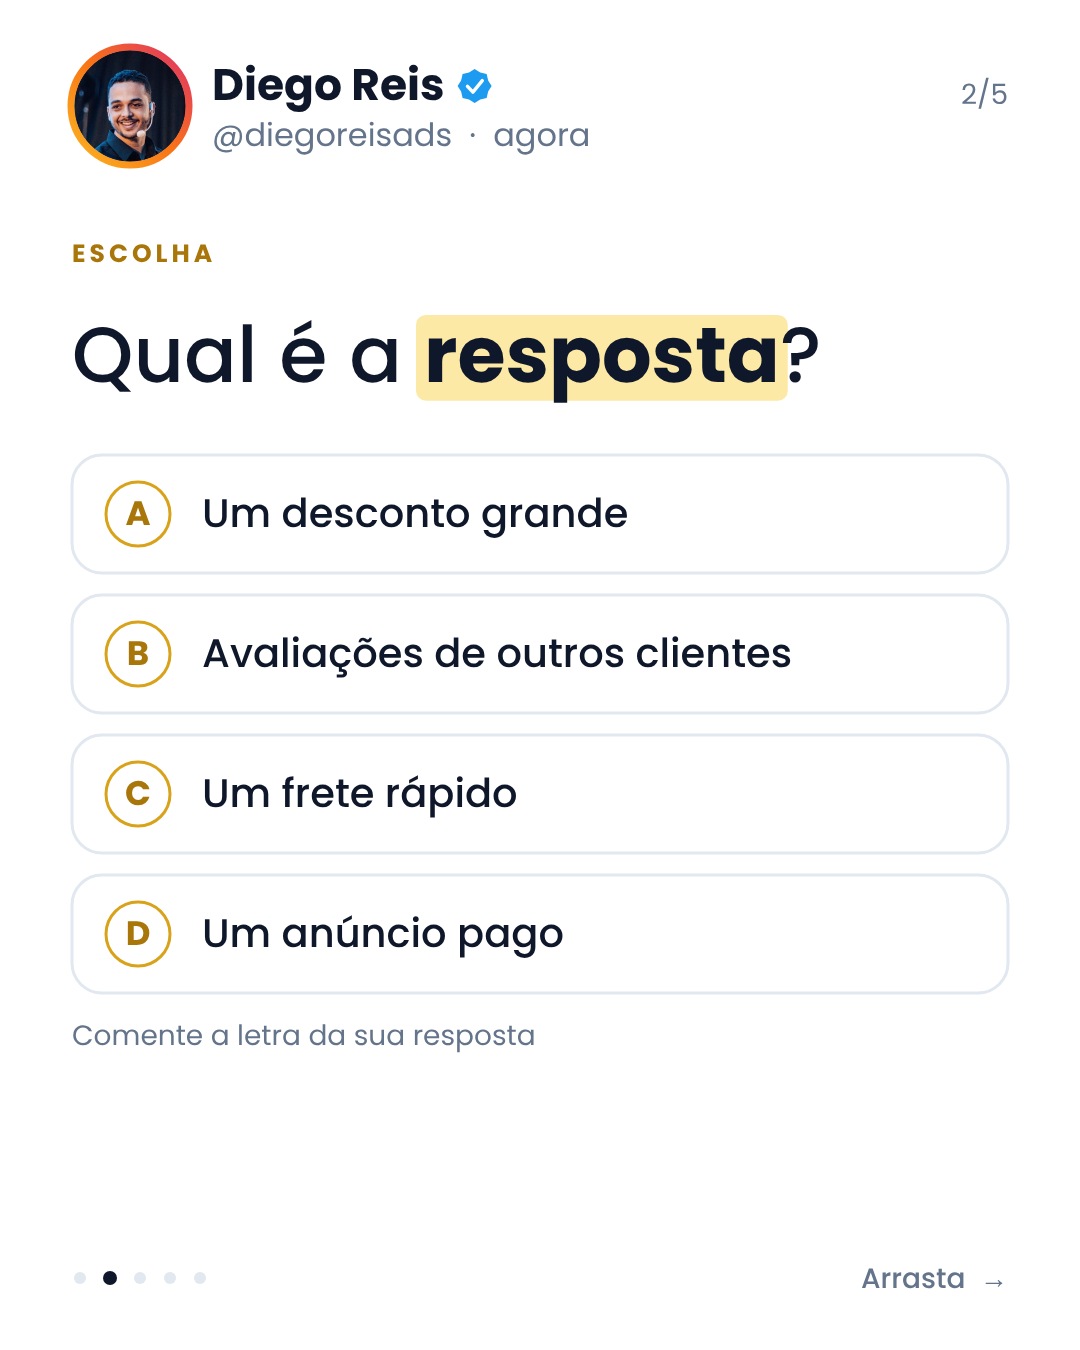 Diego Reis
2/5
@diegoreisads · agora
ESCOLHA
Qual é a resposta?
A Um desconto grande
B Avaliações de outros clientes
C Um frete rápido
D Um anúncio pago
Comente a letra da sua resposta
Arrasta →